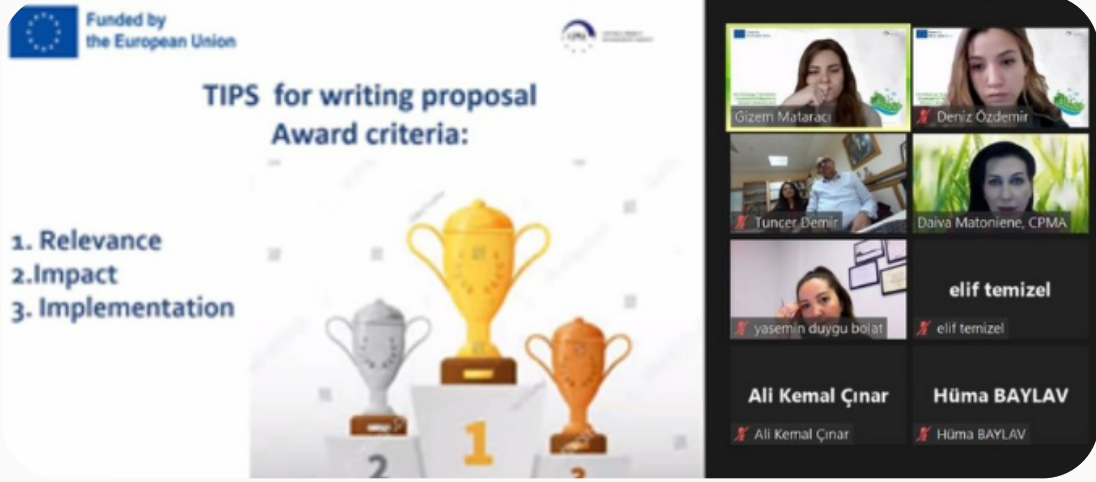 Funded by
the European Union
TIPS for writing proposal
Award criteria:
1. Relevance
2.Impact
3. Implementation
2
1
3
Gizem Mataracı
Deniz Özdemir
Tuncer Demir
Daiva Matoniene, CPMA
yasemin duygu bolat
elif temizel
elif temizel
Ali Kemal Çınar
Ali Kemal Çınar
Hüma BAYLAV
Hüma BAYLAV